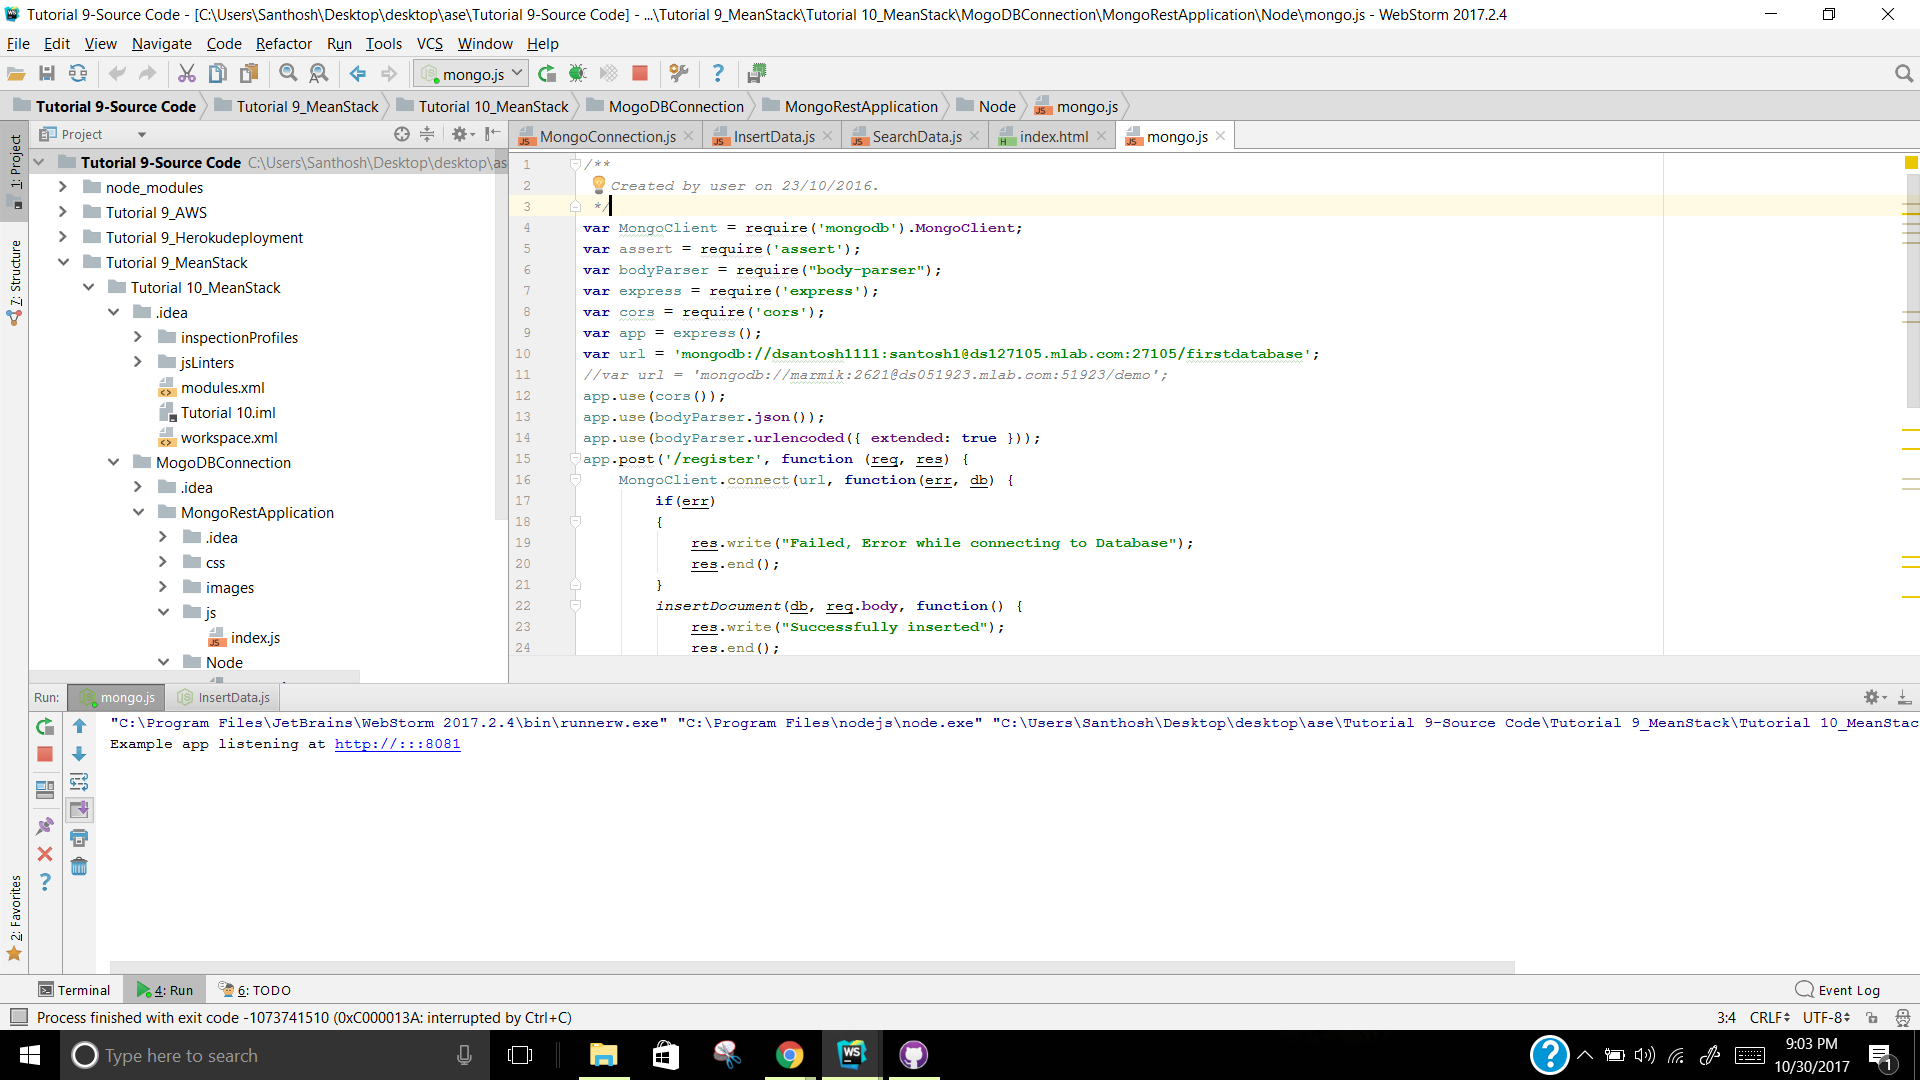 Tutorial 9-Source Code - [C:\Users\Santhosh\Desktop\desktop\ase\Tutorial 9-Source Code] - ...\Tutorial 9_MeanStack\Tutorial 10_MeanStack\MogoDBConnection\MongoRestApplication\Node\mongo.js - WebStorm 2017.2.4
File Edit View Navigate Code Refactor Run Tools VCS Window Help
mongo.js
Tutorial 9-Source Code Tutorial 9_MeanStack Tutorial 10_MeanStack MogoDBConnection MongoRestApplication Node mongo.js
Project
MongoConnection.js InsertData.js SearchData.js index.html mongo.js
1: Project
7: Structure
2: Favorites
Tutorial 9-Source Code C:\Users\Santhosh\Desktop\desktop\ase
node_modules
Tutorial 9_AWS
Tutorial 9_Herokudeployment
Tutorial 9_MeanStack
Tutorial 10_MeanStack
.idea
inspectionProfiles
jsLinters
modules.xml
Tutorial 10.iml
workspace.xml
MogoDBConnection
.idea
MongoRestApplication
.idea
css
images
js
index.js
Node
1 /**
2 Created by user on 23/10/2016.
3 */
4 var MongoClient = require('mongodb').MongoClient;
5 var assert = require('assert');
6 var bodyParser = require("body-parser");
7 var express = require('express');
8 var cors = require('cors');
9 var app = express();
10 var url = 'mongodb://dsantosh1111:santosh1@ds127105.mlab.com:27105/firstdatabase';
11 //var url = 'mongodb://marmik:2621@ds051923.mlab.com:51923/demo';
12 app.use(cors());
13 app.use(bodyParser.json());
14 app.use(bodyParser.urlencoded({ extended: true }));
15 app.post('/register', function (req, res) {
16 MongoClient.connect(url, function(err, db) {
17 if(err)
18 {
19 res.write("Failed, Error while connecting to Database");
20 res.end();
21 }
22 insertDocument(db, req.body, function() {
23 res.write("Successfully inserted");
24 res.end();
Run: mongo.js InsertData.js
"C:\Program Files\JetBrains\WebStorm 2017.2.4\bin\runnerw.exe" "C:\Program Files\nodejs\node.exe" "C:\Users\Santhosh\Desktop\desktop\ase\Tutorial 9-Source Code\Tutorial 9_MeanStack\Tutorial 10_MeanStac
Example app listening at http://:::8081
Terminal 4: Run 6: TODO Event Log
Process finished with exit code -1073741510 (0xC000013A: interrupted by Ctrl+C) 3:4 CRLF UTF-8
Type here to search
9:03 PM
10/30/2017
1